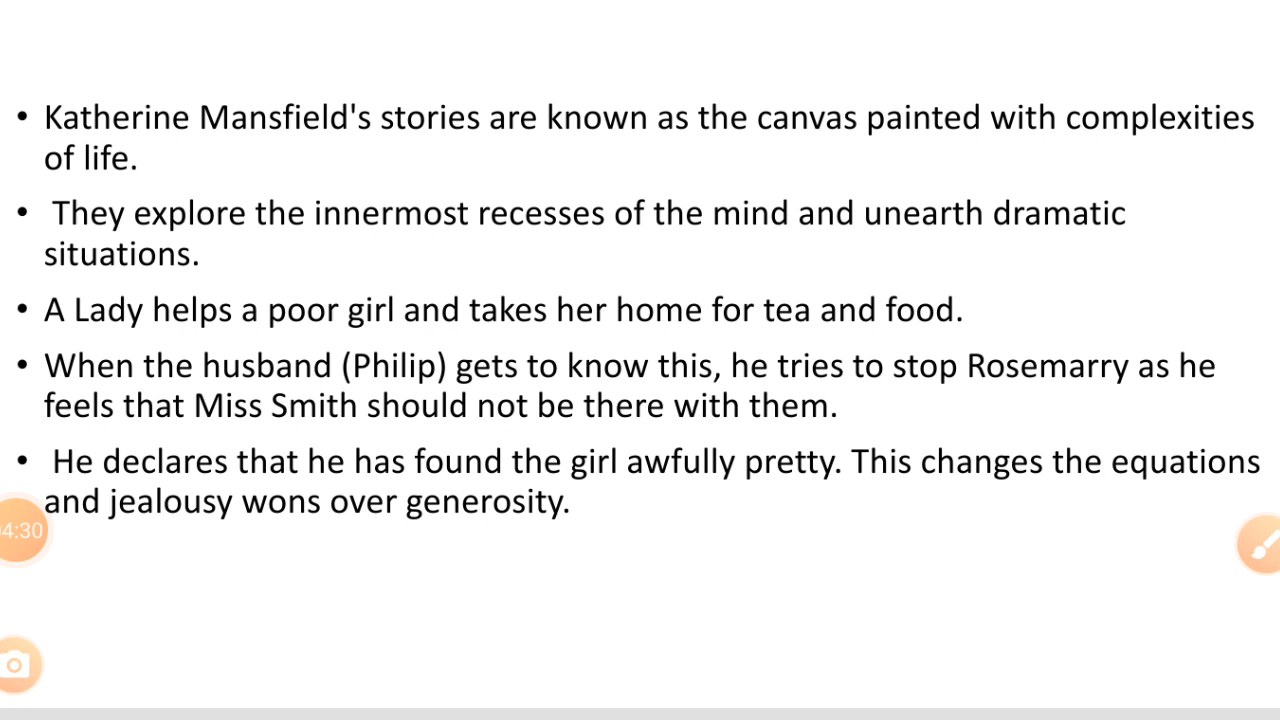 • Katherine Mansfield's stories are known as the canvas painted with complexities
of life.
• They explore the innermost recesses of the mind and unearth dramatic
situations.
• A Lady helps a poor girl and takes her home for tea and food.
• When the husband (Philip) gets to know this, he tries to stop Rosemarry as he
feels that Miss Smith should not be there with them.
• He declares that he has found the girl awfully pretty. This changes the equations
and jealousy wons over generosity.
4:30